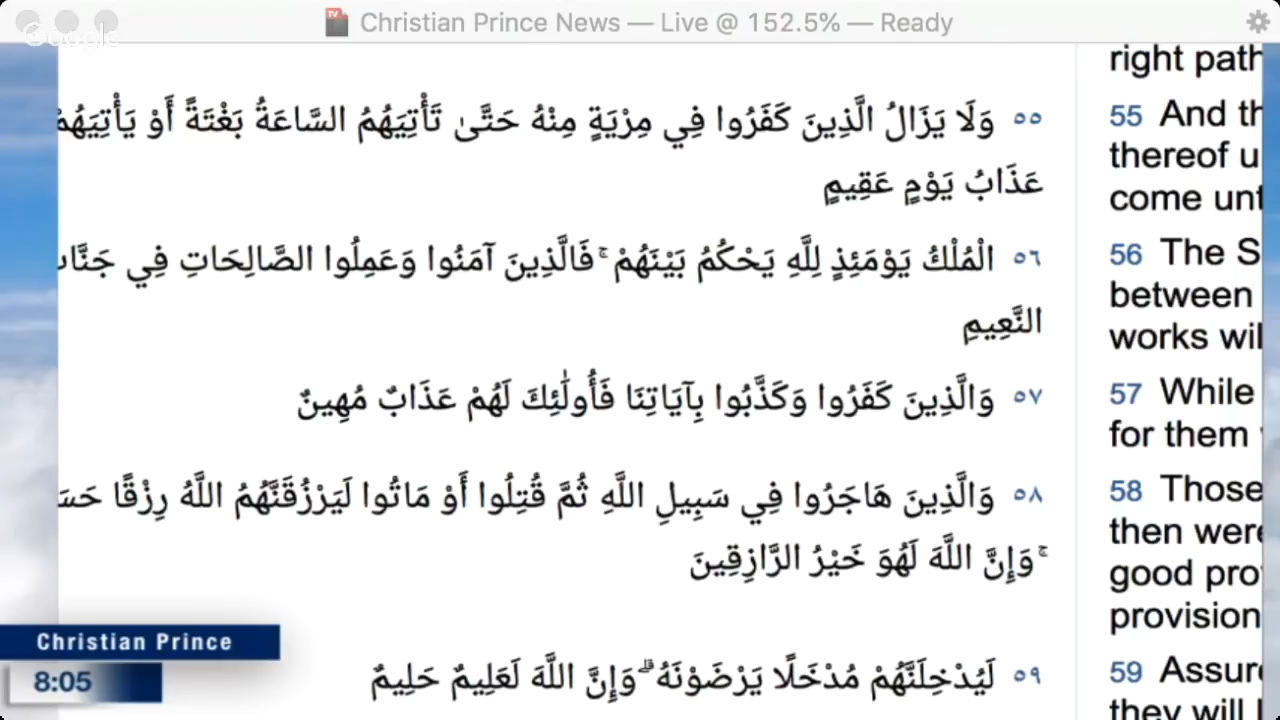 Christian Prince News — Live @ 152.5% — Ready
Google
٥٥ وَلَا يَزَالُ الَّذِينَ كَفَرُوا فِي مِرْيَةٍ مِنْهُ حَتَّىٰ تَأْتِيَهُمُ السَّاعَةُ بَغْتَةً أَوْ يَأْتِيَهُمْ
عَذَابُ يَوْمٍ عَقِيمٍ
٥٦ الْمُلْكُ يَوْمَئِذٍ لِلَّهِ يَحْكُمُ بَيْنَهُمْ ۚ فَالَّذِينَ آمَنُوا وَعَمِلُوا الصَّالِحَاتِ فِي
النَّعِيمِ
٥٧ وَالَّذِينَ كَفَرُوا وَكَذَّبُوا بِآيَاتِنَا فَأُولَٰئِكَ لَهُمْ عَذَابٌ مُهِينٌ
٥٨ وَالَّذِينَ هَاجَرُوا فِي سَبِيلِ اللَّهِ ثُمَّ قُتِلُوا أَوْ مَاتُوا لَيَرْزُقَنَّهُمُ اللَّهُ رِزْقًا
ۚ وَإِنَّ اللَّهَ لَهُوَ خَيْرُ الرَّازِقِينَ
٥٩ لَيُدْخِلَنَّهُمْ مُدْخَلًا يَرْضَوْنَهُ ۗ وَإِنَّ اللَّهَ لَعَلِيمٌ حَلِيمٌ
right path
55 And th
thereof u
come unt
56 The S
between
works wil
57 While
for them
58 Those
then were
good pro
provision
59 Assur
they will
Christian Prince
8:05